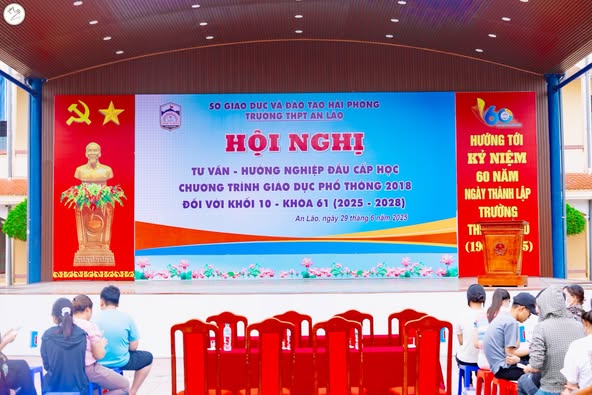 SỞ GIÁO DỤC VÀ ĐÀO TẠO HẢI PHÒNG
TRƯỜNG THPT AN LÃO
HỘI NGHỊ
TƯ VẤN - HƯỚNG NGHIỆP ĐẦU CẤP HỌC
CHƯƠNG TRÌNH GIÁO DỤC PHỔ THÔNG 2018
ĐỐI VỚI KHỐI 10 - KHÓA 61 (2025 - 2028)
An Lão, ngày 29 tháng 6 năm 2025
60
HƯỚNG TỚI
KỶ NIỆM
60 NĂM
NGÀY THÀNH LẬP
TRƯỜNG